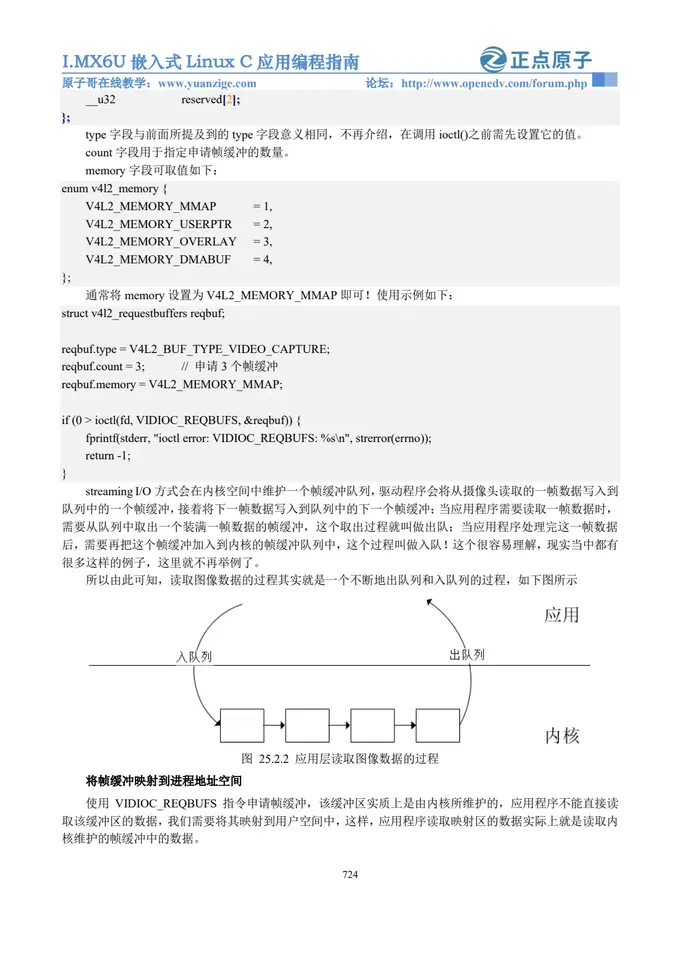 I.MX6U 嵌入式 Linux C 应用编程指南
正点原子
原子哥在线教学：www.yuanzige.com 论坛：http://www.openedv.com/forum.php
__u32 reserved[2];
};
type 字段与前面所提及到的 type 字段意义相同，不再介绍，在调用 ioctl()之前需先设置它的值。
count 字段用于指定申请帧缓冲的数量。
memory 字段可取值如下：
enum v4l2_memory {
V4L2_MEMORY_MMAP = 1,
V4L2_MEMORY_USERPTR = 2,
V4L2_MEMORY_OVERLAY = 3,
V4L2_MEMORY_DMABUF = 4,
};
通常将 memory 设置为 V4L2_MEMORY_MMAP 即可！使用示例如下：
struct v4l2_requestbuffers reqbuf;
reqbuf.type = V4L2_BUF_TYPE_VIDEO_CAPTURE;
reqbuf.count = 3; // 申请 3 个帧缓冲
reqbuf.memory = V4L2_MEMORY_MMAP;
if (0 > ioctl(fd, VIDIOC_REQBUFS, &reqbuf)) {
fprintf(stderr, "ioctl error: VIDIOC_REQBUFS: %s\n", strerror(errno));
return -1;
}
streaming I/O 方式会在内核空间中维护一个帧缓冲队列，驱动程序会将从摄像头读取的一帧数据写入到
队列中的一个帧缓冲，接着将下一帧数据写入到队列中的下一个帧缓冲；当应用程序需要读取一帧数据时，
需要从队列中取出一个装满一帧数据的帧缓冲，这个取出过程就叫做出队；当应用程序处理完这一帧数据
后，需要再把这个帧缓冲加入到内核的帧缓冲队列中，这个过程叫做入队！这个很容易理解，现实当中都有
很多这样的例子，这里就不再举例了。
所以由此可知，读取图像数据的过程其实就是一个不断地出队列和入队列的过程，如下图所示
应用
入队列 出队列
内核
图 25.2.2 应用层读取图像数据的过程
将帧缓冲映射到进程地址空间
使用 VIDIOC_REQBUFS 指令申请帧缓冲，该缓冲区实质上是由内核所维护的，应用程序不能直接读
取该缓冲区的数据，我们需要将其映射到用户空间中，这样，应用程序读取映射区的数据实际上就是读取内
核维护的帧缓冲中的数据。
724